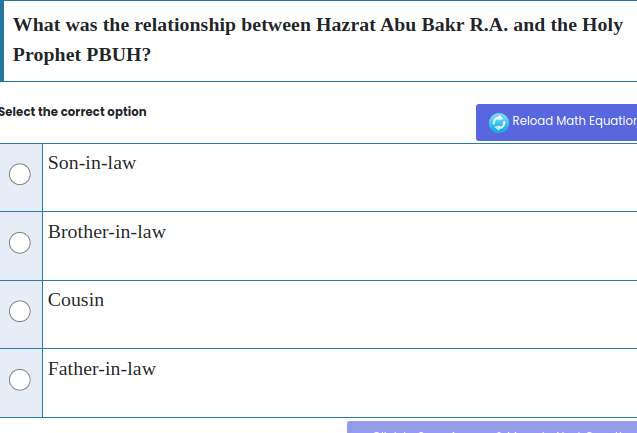 What was the relationship between Hazrat Abu Bakr R.A. and the Holy
Prophet PBUH?
Select the correct option
Reload Math Equation
Son-in-law
Brother-in-law
Cousin
Father-in-law